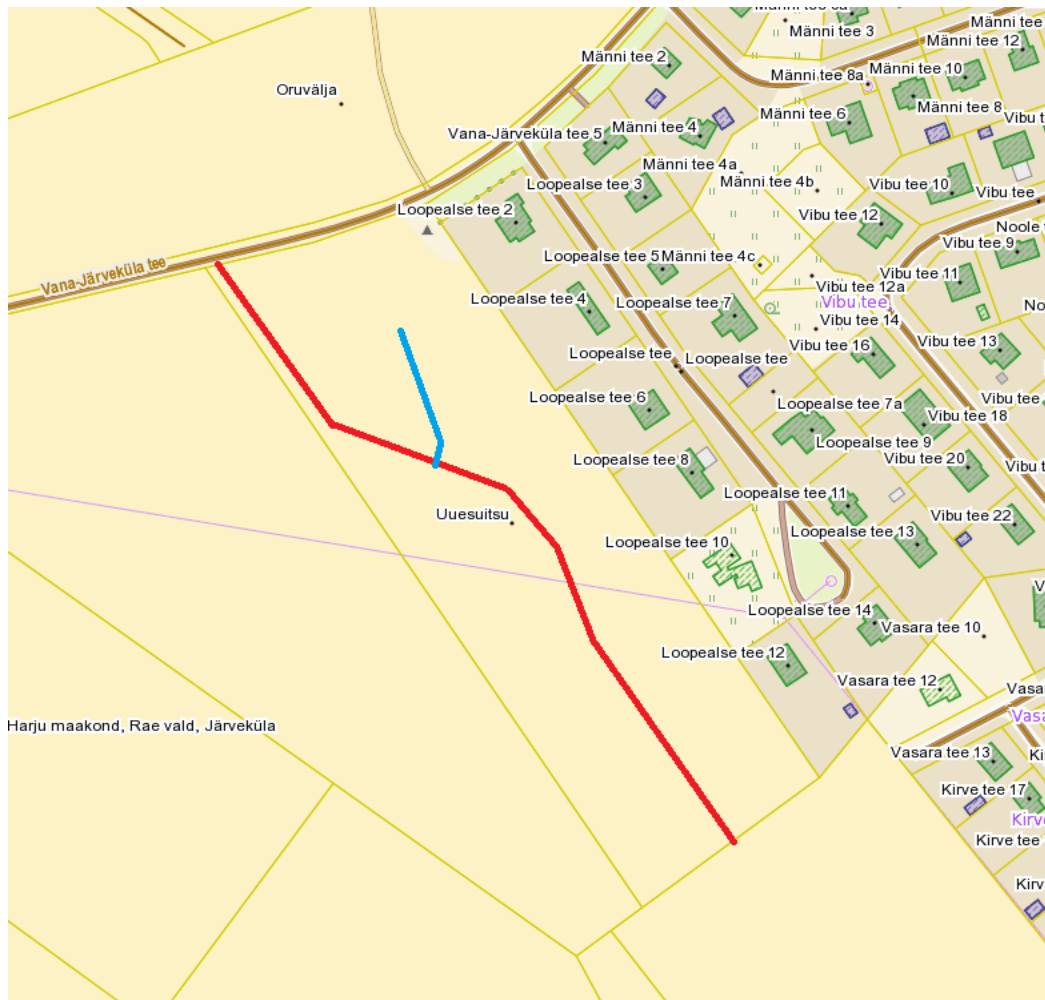 Männi tee 3
Männi tee
Männi tee 12
Männi tee 2
Männi tee 8a
Männi tee 10
Oruvälja
Männi tee 8
Männi tee 6
Vana-Järveküla tee 5
Männi tee 4
Männi tee 4a
Männi tee 4b
Loopealse tee 3
Vibu tee 10
Vibu tee
Loopealse tee 2
Vibu tee 12
Noole
Vibu tee 9
Loopealse tee 5
Männi tee 4c
Vana-Järveküla tee
Vibu tee 11
Vibu tee 12a
Loopealse tee 4
Loopealse tee 7
Vibu tee
Vibu tee 14
Vibu tee 16
Vibu tee 13
Loopealse tee
Loopealse tee
Vibu tee
Loopealse tee 6
Loopealse tee 7a
Vibu tee 18
Loopealse tee 9
Loopealse tee 8
Vibu tee 20
Loopealse tee 11
Uuesuitsu
Vibu tee 22
Loopealse tee 13
Loopealse tee 10
Loopealse tee 14
Vasara tee 10
Loopealse tee 12
Vasara tee 12
Harju maakond, Rae vald, Järveküla
Vasara tee 13
Kirve tee 17
Kirve tee